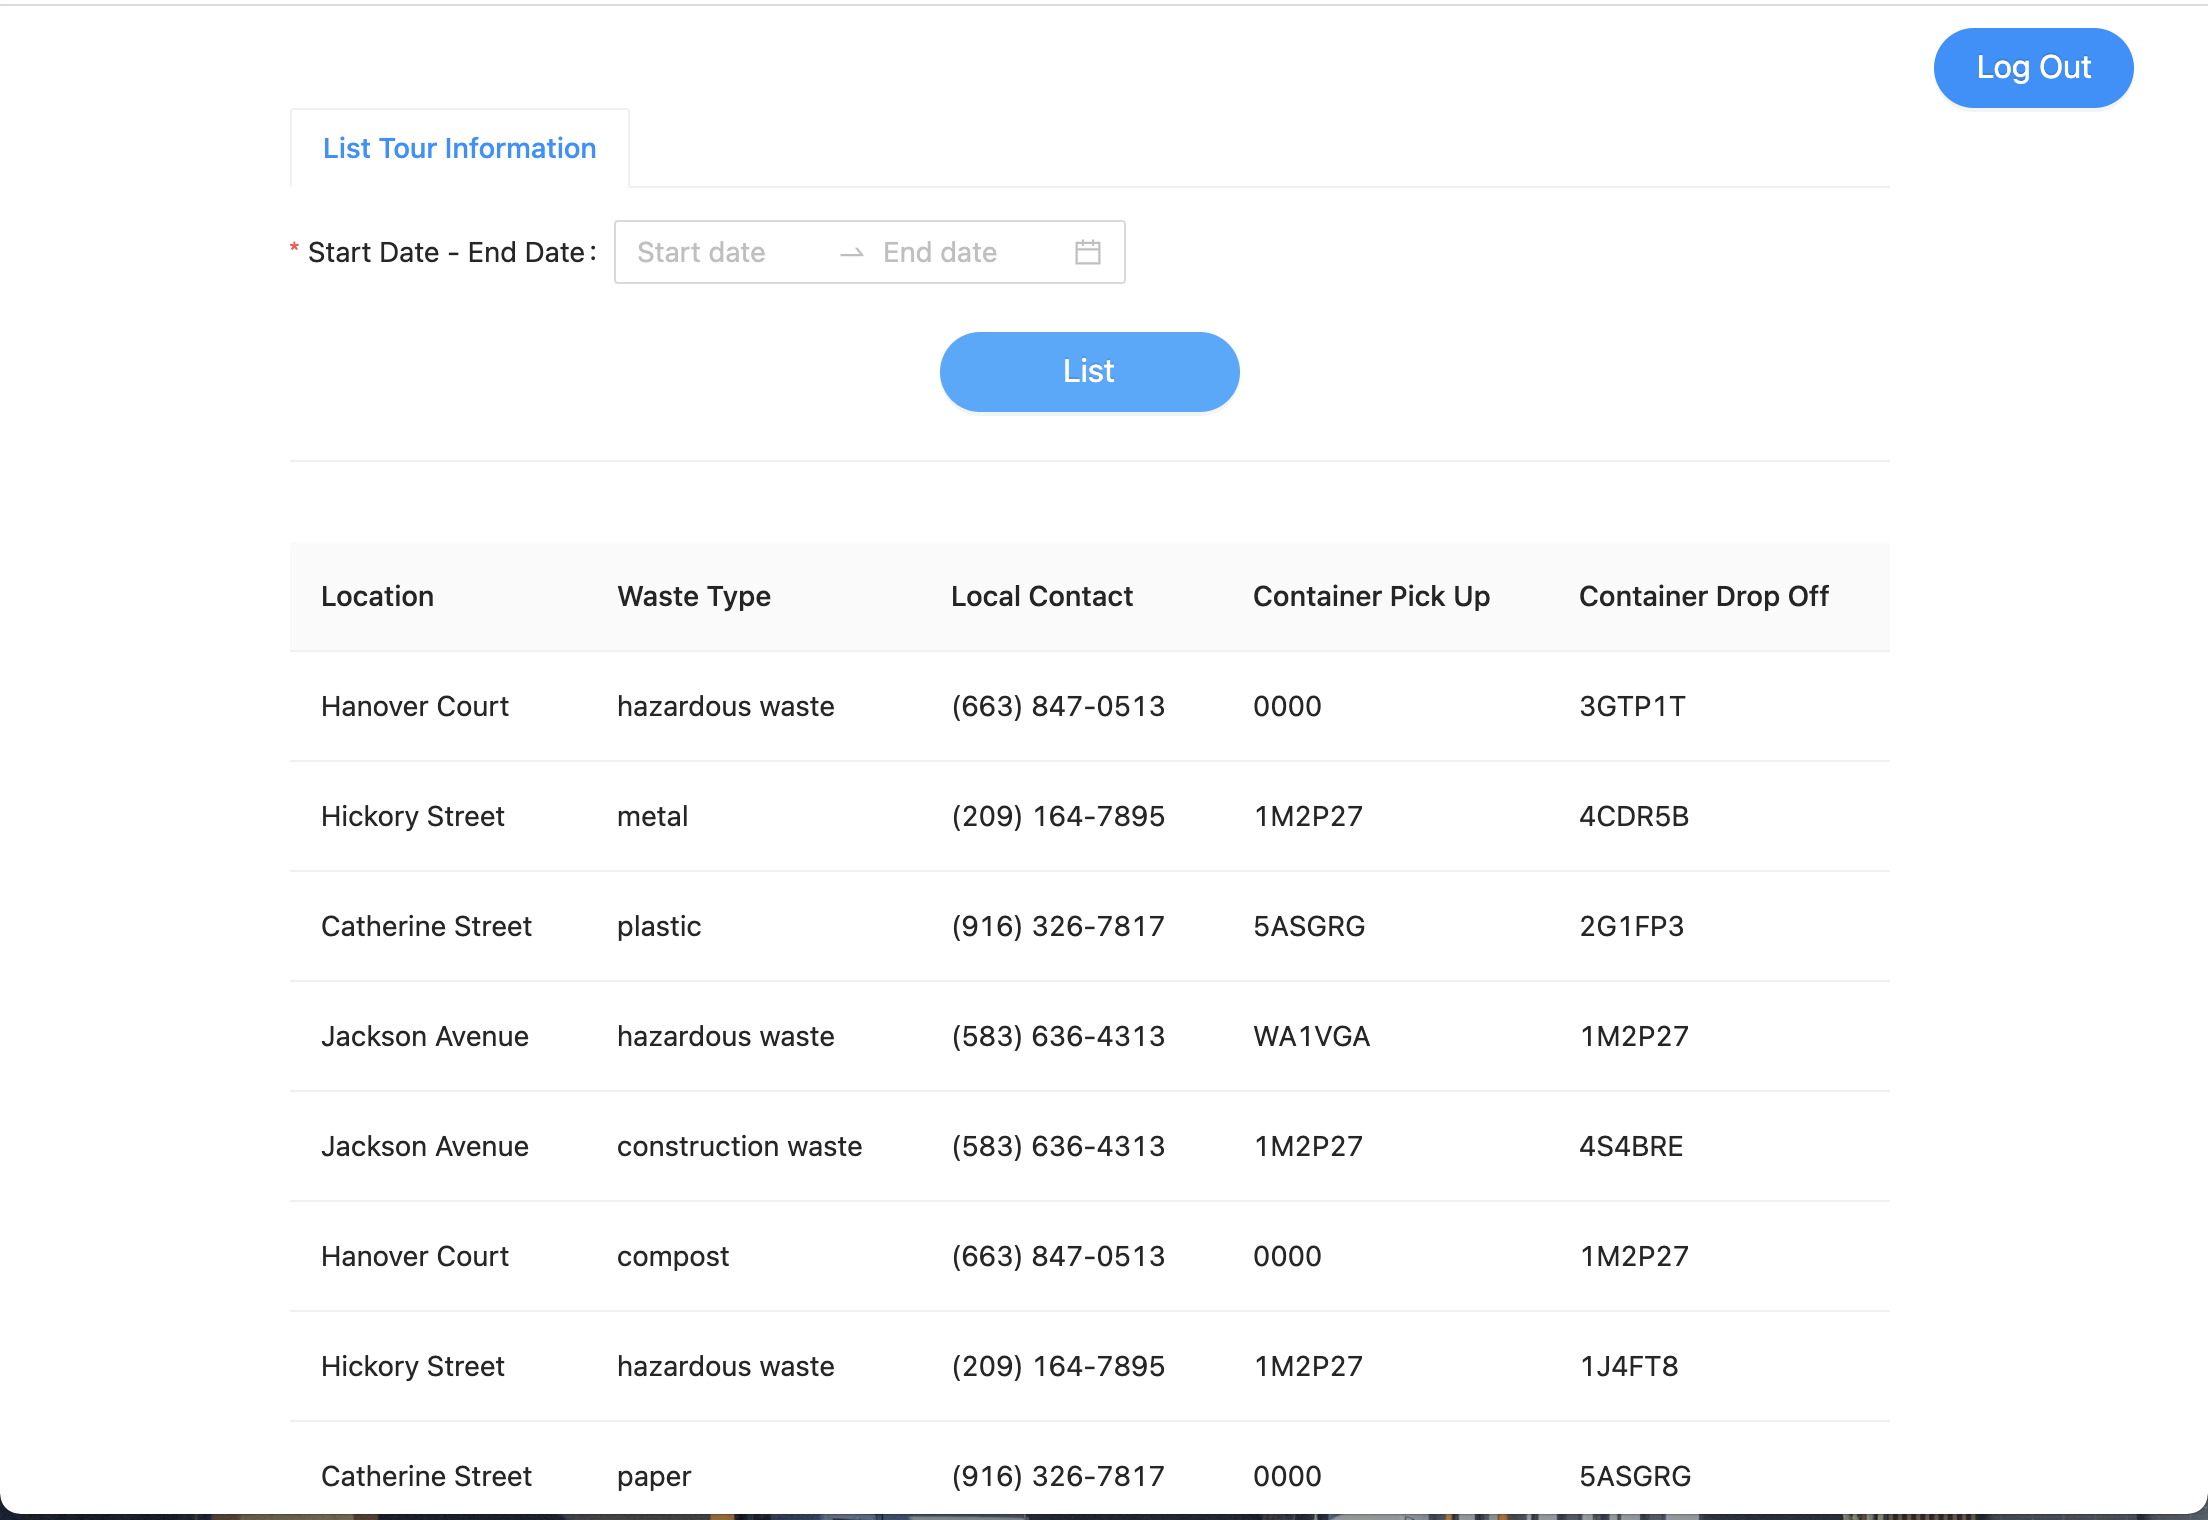 Log Out
List Tour Information
* Start Date - End Date: Start date → End date
List
Location Waste Type Local Contact Container Pick Up Container Drop Off
Hanover Court hazardous waste (663) 847-0513 0000 3GTP1T
Hickory Street metal (209) 164-7895 1M2P27 4CDR5B
Catherine Street plastic (916) 326-7817 5ASGRG 2G1FP3
Jackson Avenue hazardous waste (583) 636-4313 WA1VGA 1M2P27
Jackson Avenue construction waste (583) 636-4313 1M2P27 4S4BRE
Hanover Court compost (663) 847-0513 0000 1M2P27
Hickory Street hazardous waste (209) 164-7895 1M2P27 1J4FT8
Catherine Street paper (916) 326-7817 0000 5ASGRG